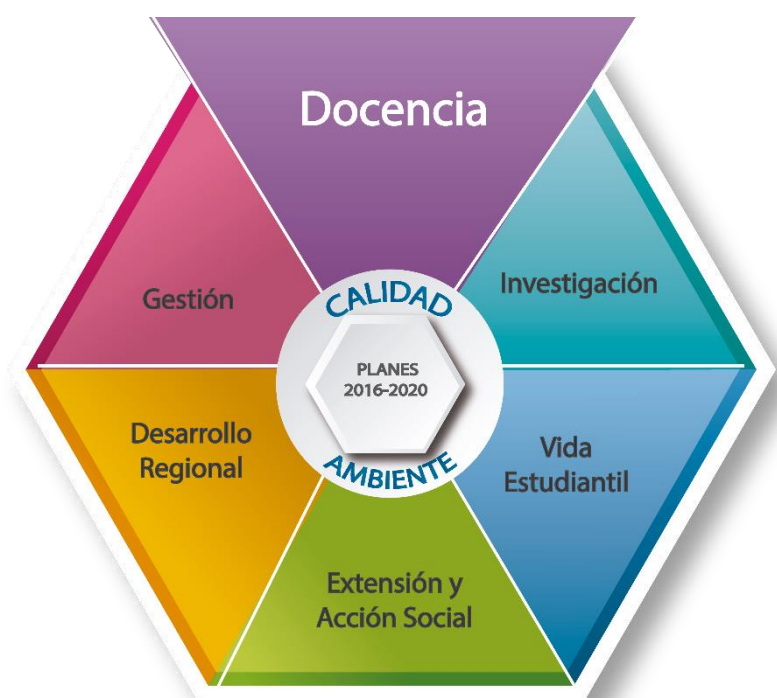 Docencia
Gestión
Investigación
CALIDAD
PLANES
2016-2020
AMBIENTE
Desarrollo
Regional
Vida
Estudiantil
Extensión y
Acción Social